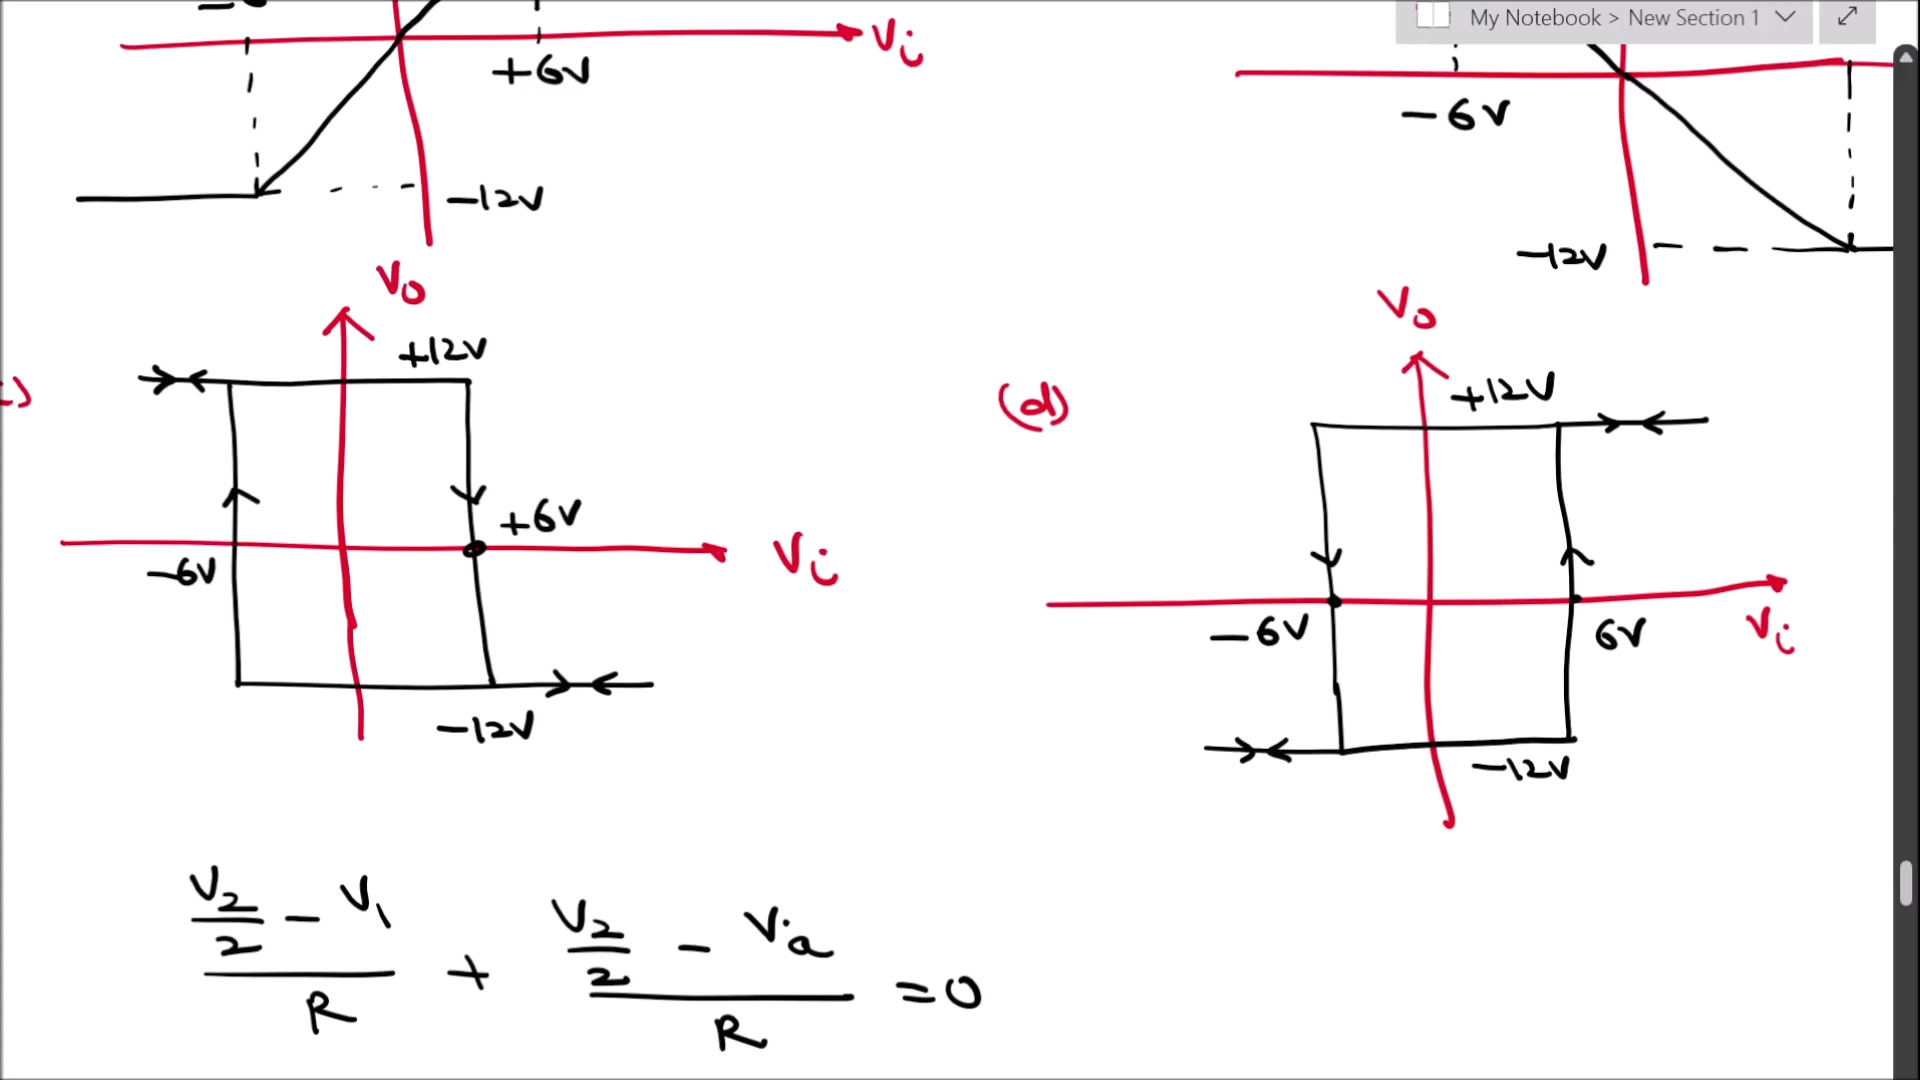 My Notebook > New Section 1
Vi
+6V
-12V
-6V
-12V
Vo
+12V
+6V
-6V
Vi
-12V
(d)
Vo
+12V
-6V
6V
Vi
-12V
V2/2 - V1 / R + V2/2 - Va / R = 0